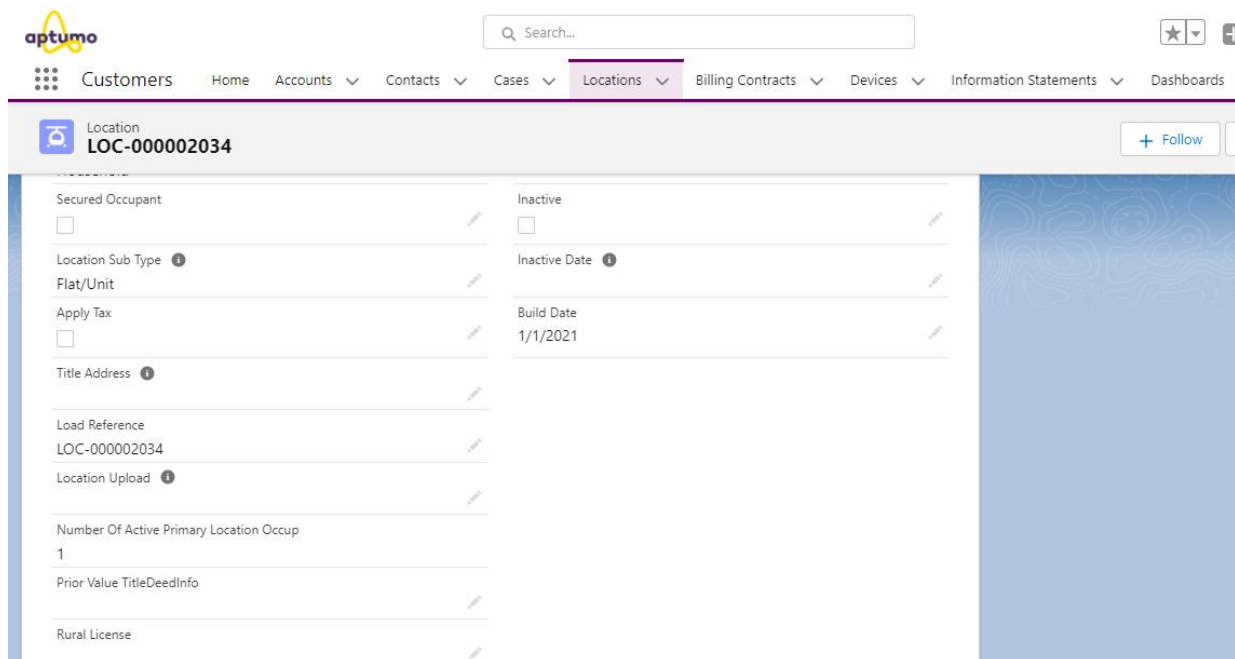 aptumo
Search...
Customers Home Accounts Contacts Cases Locations Billing Contracts Devices Information Statements Dashboards
Location
LOC-000002034
+ Follow
Household
Secured Occupant
Inactive
Location Sub Type
Flat/Unit
Inactive Date
Apply Tax
Build Date
1/1/2021
Title Address
Load Reference
LOC-000002034
Location Upload
Number Of Active Primary Location Occup
1
Prior Value TitleDeedInfo
Rural License